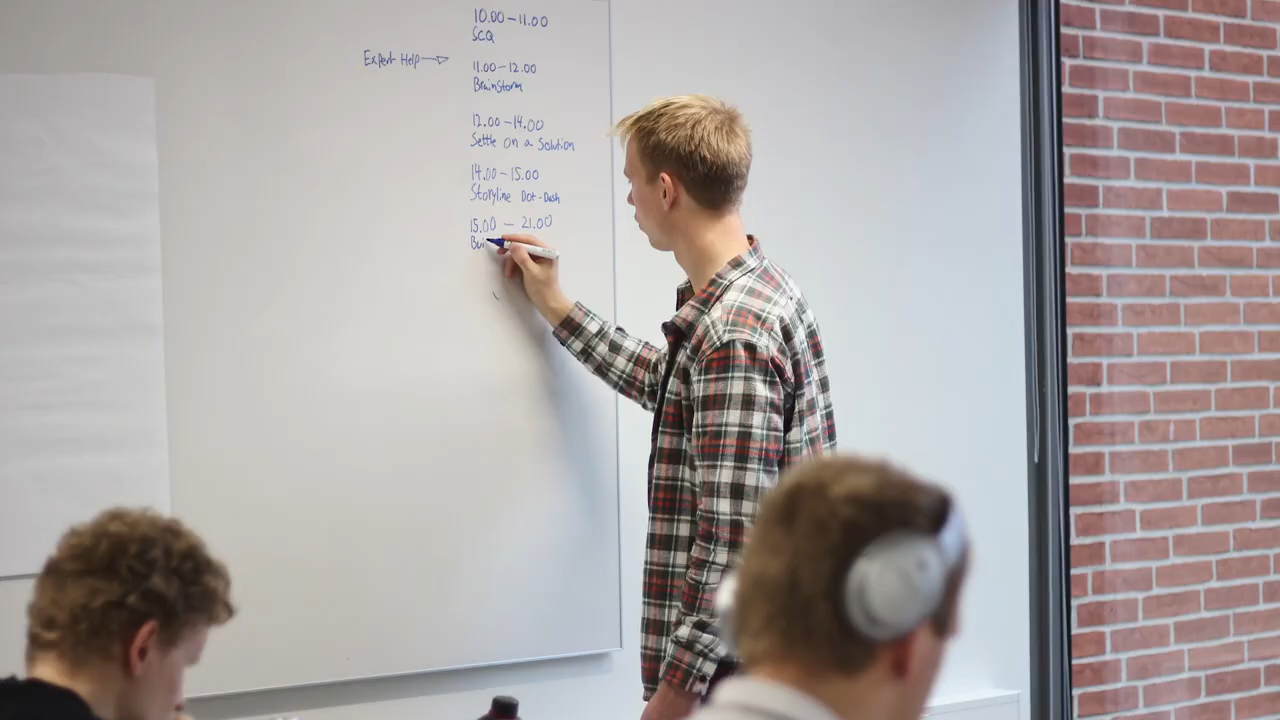 10.00 – 11.00
SCQ
Expert Help →
11.00 – 12.00
Brainstorm
12.00 – 14.00
Settle on a Solution
14.00 – 15.00
Storyline Dot-Dash
15.00 – 21.00